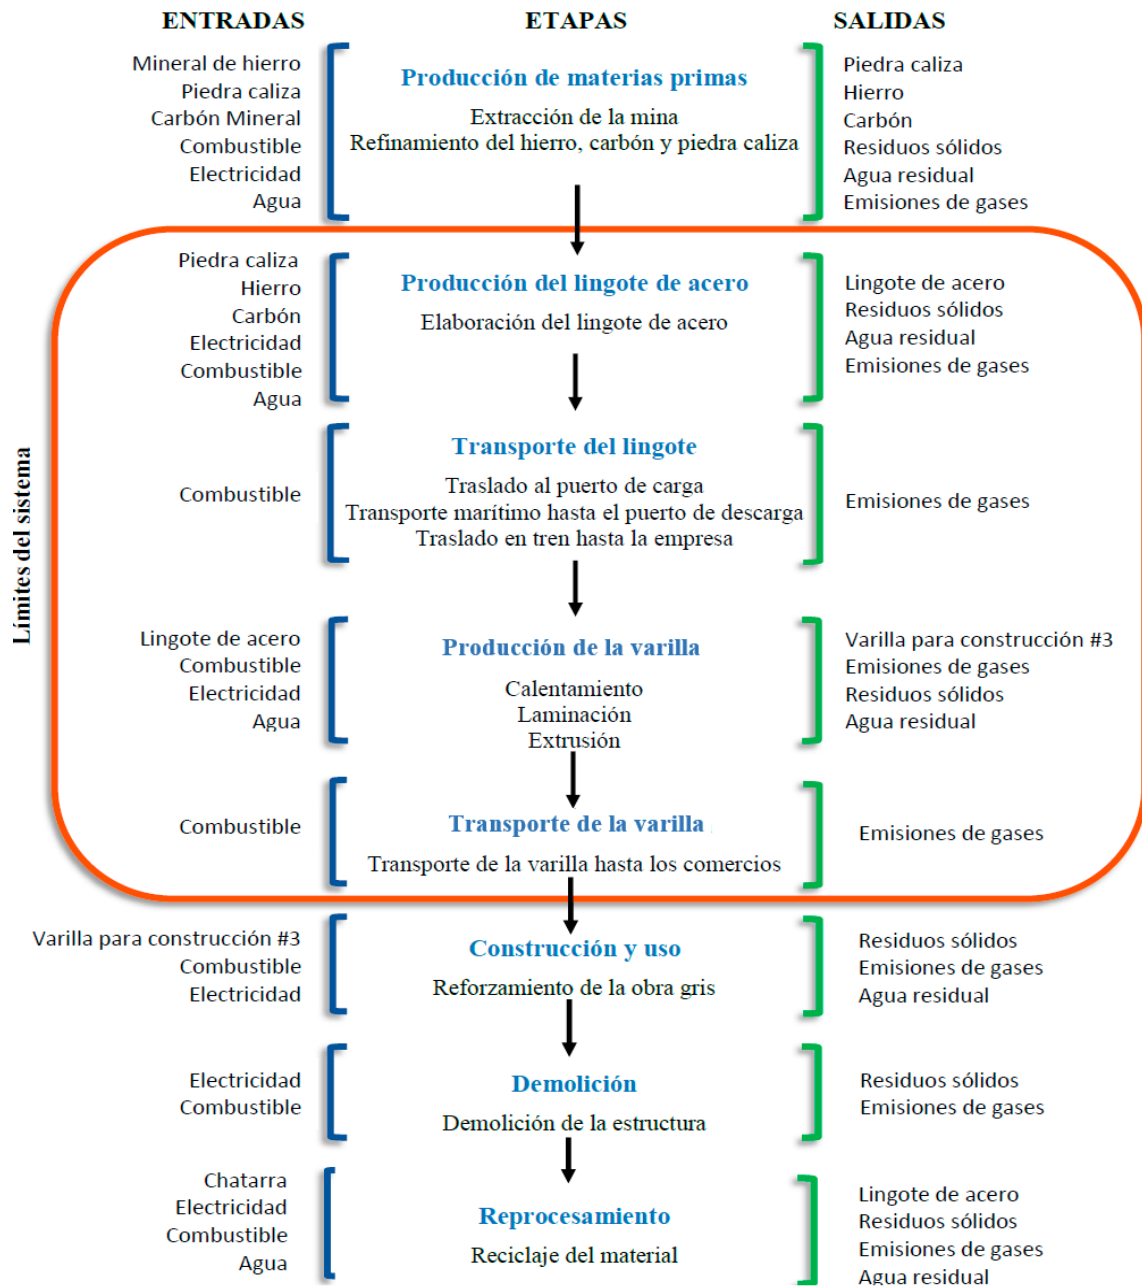 ENTRADAS ETAPAS SALIDAS
Mineral de hierro
Piedra caliza
Carbón Mineral
Combustible
Electricidad
Agua
Producción de materias primas
Extracción de la mina
Refinamiento del hierro, carbón y piedra caliza
Piedra caliza
Hierro
Carbón
Residuos sólidos
Agua residual
Emisiones de gases
Límites del sistema
Piedra caliza
Hierro
Carbón
Electricidad
Combustible
Agua
Producción del lingote de acero
Elaboración del lingote de acero
Lingote de acero
Residuos sólidos
Agua residual
Emisiones de gases
Combustible
Transporte del lingote
Traslado al puerto de carga
Transporte marítimo hasta el puerto de descarga
Traslado en tren hasta la empresa
Emisiones de gases
Lingote de acero
Combustible
Electricidad
Agua
Producción de la varilla
Calentamiento
Laminación
Extrusión
Varilla para construcción #3
Emisiones de gases
Residuos sólidos
Agua residual
Combustible
Transporte de la varilla
Transporte de la varilla hasta los comercios
Emisiones de gases
Varilla para construcción #3
Combustible
Electricidad
Construcción y uso
Reforzamiento de la obra gris
Residuos sólidos
Emisiones de gases
Agua residual
Electricidad
Combustible
Demolición
Demolición de la estructura
Residuos sólidos
Emisiones de gases
Chatarra
Electricidad
Combustible
Agua
Reprocesamiento
Reciclaje del material
Lingote de acero
Residuos sólidos
Emisiones de gases
Agua residual